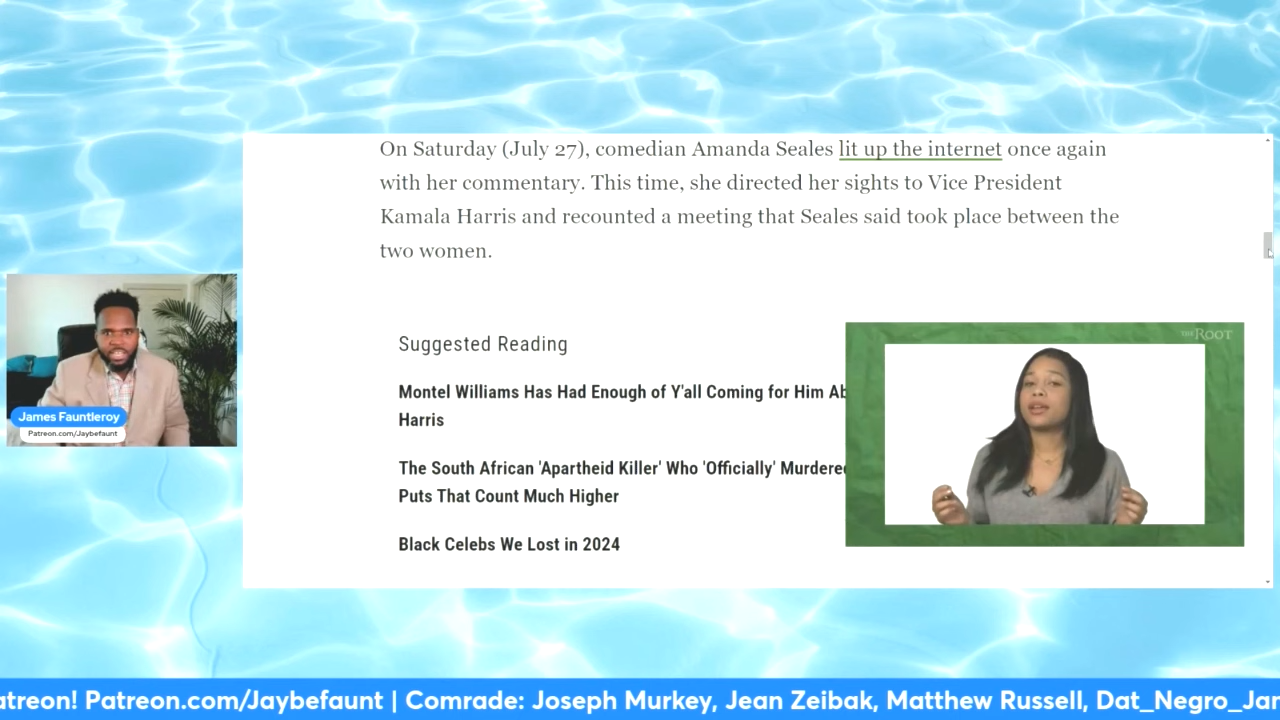 On Saturday (July 27), comedian Amanda Seales lit up the internet once again
with her commentary. This time, she directed her sights to Vice President
Kamala Harris and recounted a meeting that Seales said took place between the
two women.
Suggested Reading
THE ROOT
Montel Williams Has Had Enough of Y'all Coming for Him Ab
Harris
The South African 'Apartheid Killer' Who 'Officially' Murdered
Puts That Count Much Higher
Black Celebs We Lost in 2024
James Fauntleroy
Patreon.com/Jaybefaunt
atreon! Patreon.com/Jaybefaunt | Comrade: Joseph Murkey, Jean Zeibak, Matthew Russell, Dat_Negro_Jar